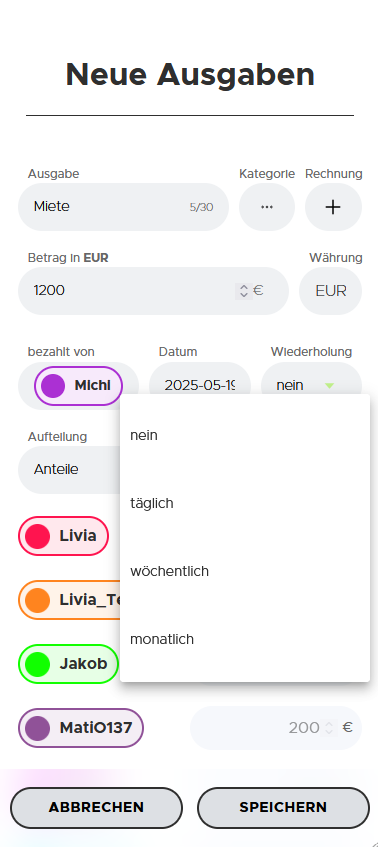 Neue Ausgaben
Ausgabe Kategorie Rechnung
Miete 5/30 ... +
Betrag in EUR Währung
1200 € EUR
bezahlt von Datum Wiederholung
Michi 2025-05-19 nein
Aufteilung
nein
Anteile
täglich
Livia
wöchentlich
Livia_Te
monatlich
Jakob
MatiO137 200 €
ABBRECHEN SPEICHERN